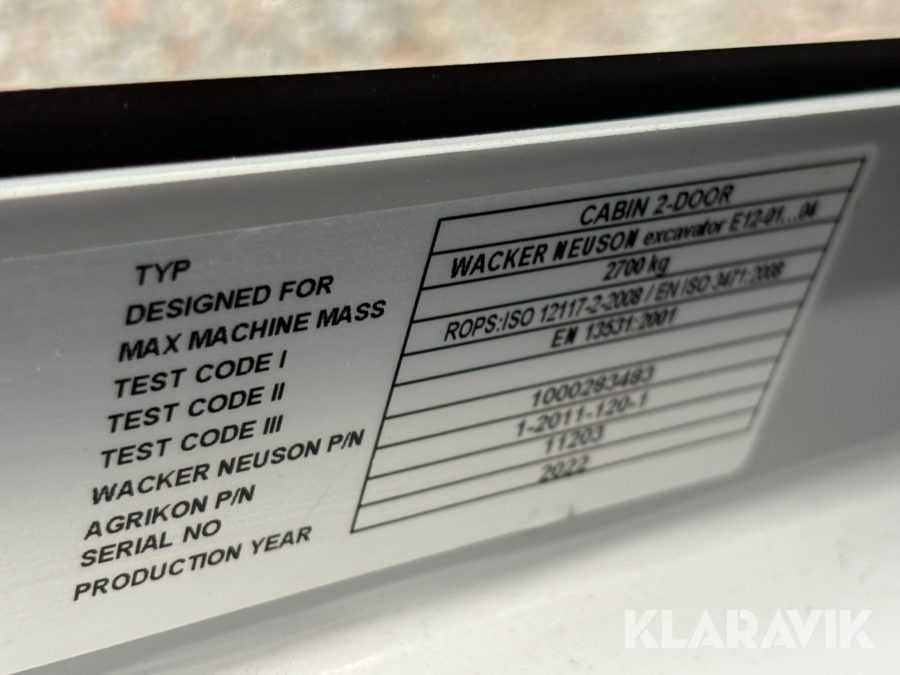 TYP CABIN 2-DOOR
DESIGNED FOR WACKER NEUSON excavator E12-01...04
MAX MACHINE MASS 2700 kg
TEST CODE I ROPS:ISO 12117-2-2008 / EN ISO 3471:2008
TEST CODE II EN 13531:2001
TEST CODE III
WACKER NEUSON P/N 1000283483
AGRIKON P/N 1-2011-120-1
SERIAL NO 11203
PRODUCTION YEAR 2022
KLARAVIK